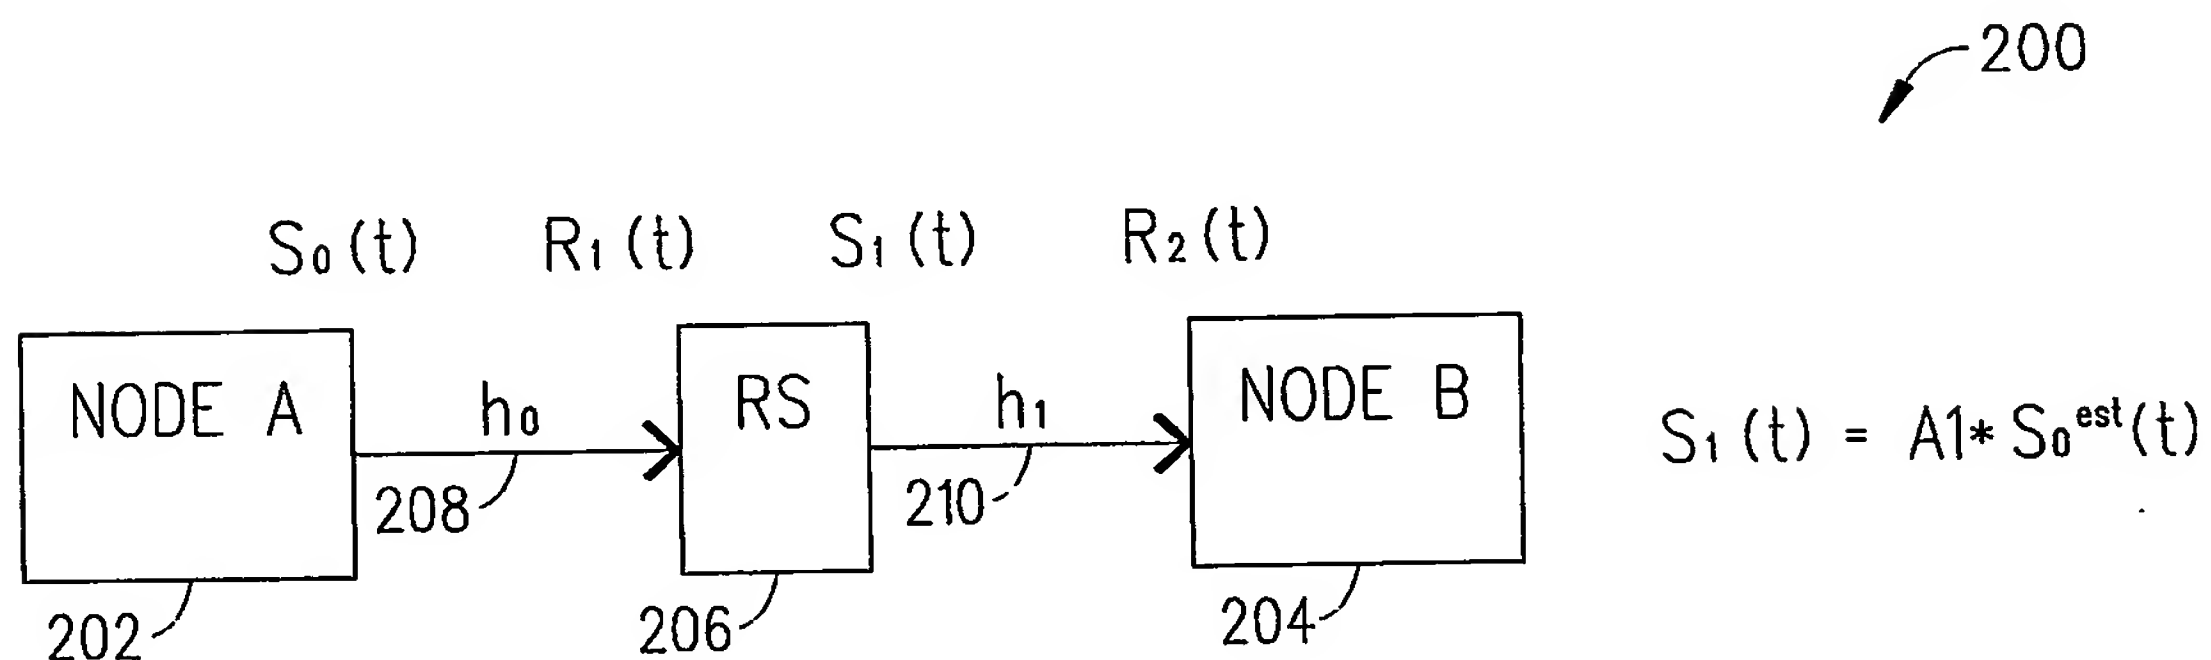 200
S₀(t) R₁(t) S₁(t) R₂(t)
NODE A h₀ RS h₁ NODE B S₁(t) = A1* S₀ᵉˢᵗ(t)
208 210
202 206 204